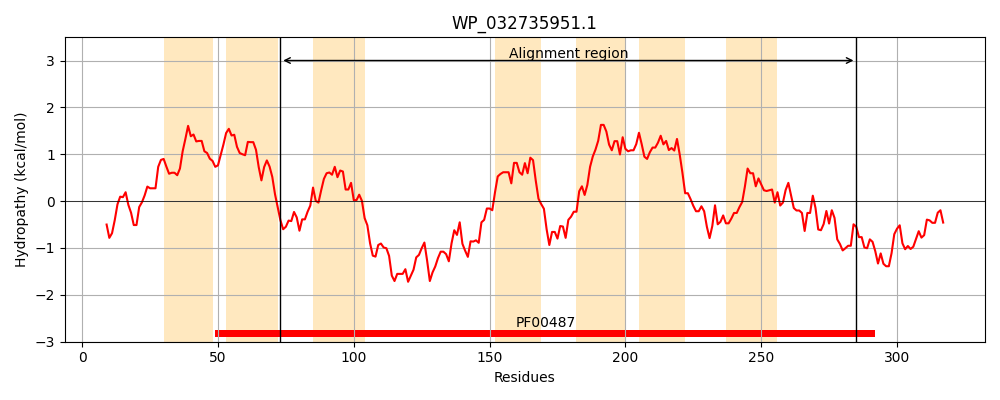 WP_032735951.1
Hydropathy (kcal/mol)
3
2
1
0
−1
−2
−3
Alignment region
PF00487
0 50 100 150 200 250 300
Residues